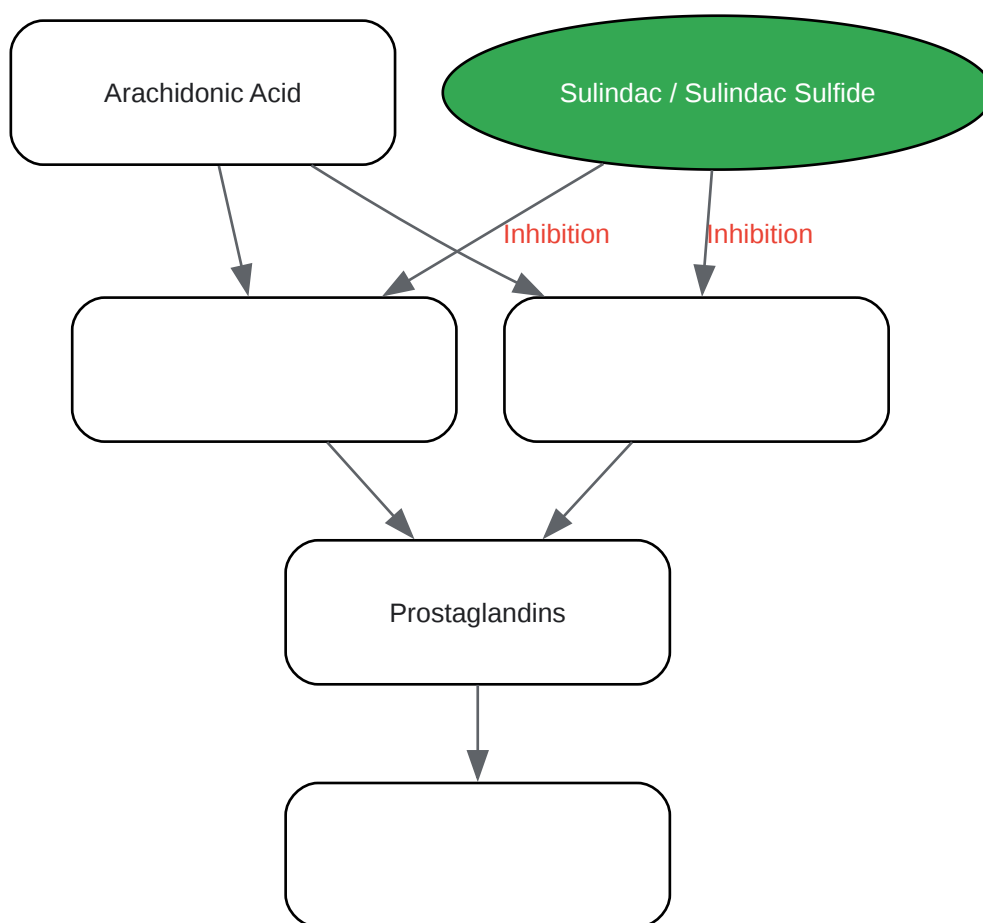 Arachidonic Acid
Sulindac / Sulindac Sulfide
Inhibition
Inhibition
Prostaglandins